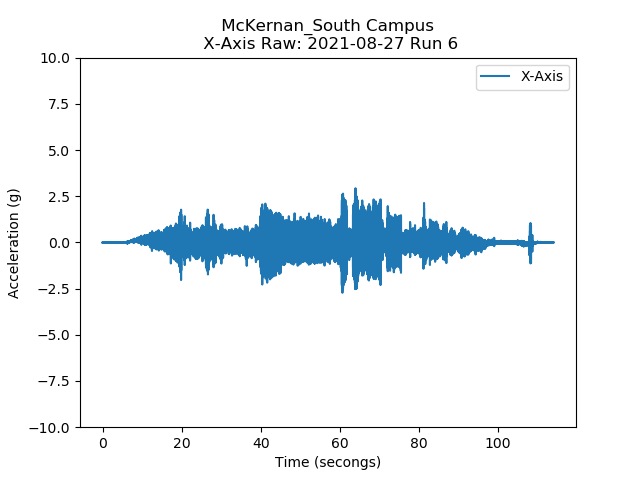 McKernan_South Campus
X-Axis Raw: 2021-08-27 Run 6
X-Axis
10.0
7.5
5.0
2.5
0.0
−2.5
−5.0
−7.5
−10.0
Acceleration (g)
0 20 40 60 80 100
Time (secongs)